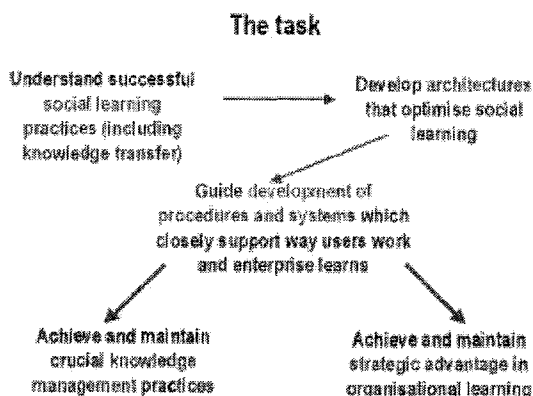 The task
Understand successful
social learning
practices (including
knowledge transfer)
Develop architectures
that optimise social
learning
Guide development of
procedures and systems which
closely support way users work
and enterprise learns
Achieve and maintain
crucial knowledge
management practices
Achieve and maintain
strategic advantage in
organisational learning